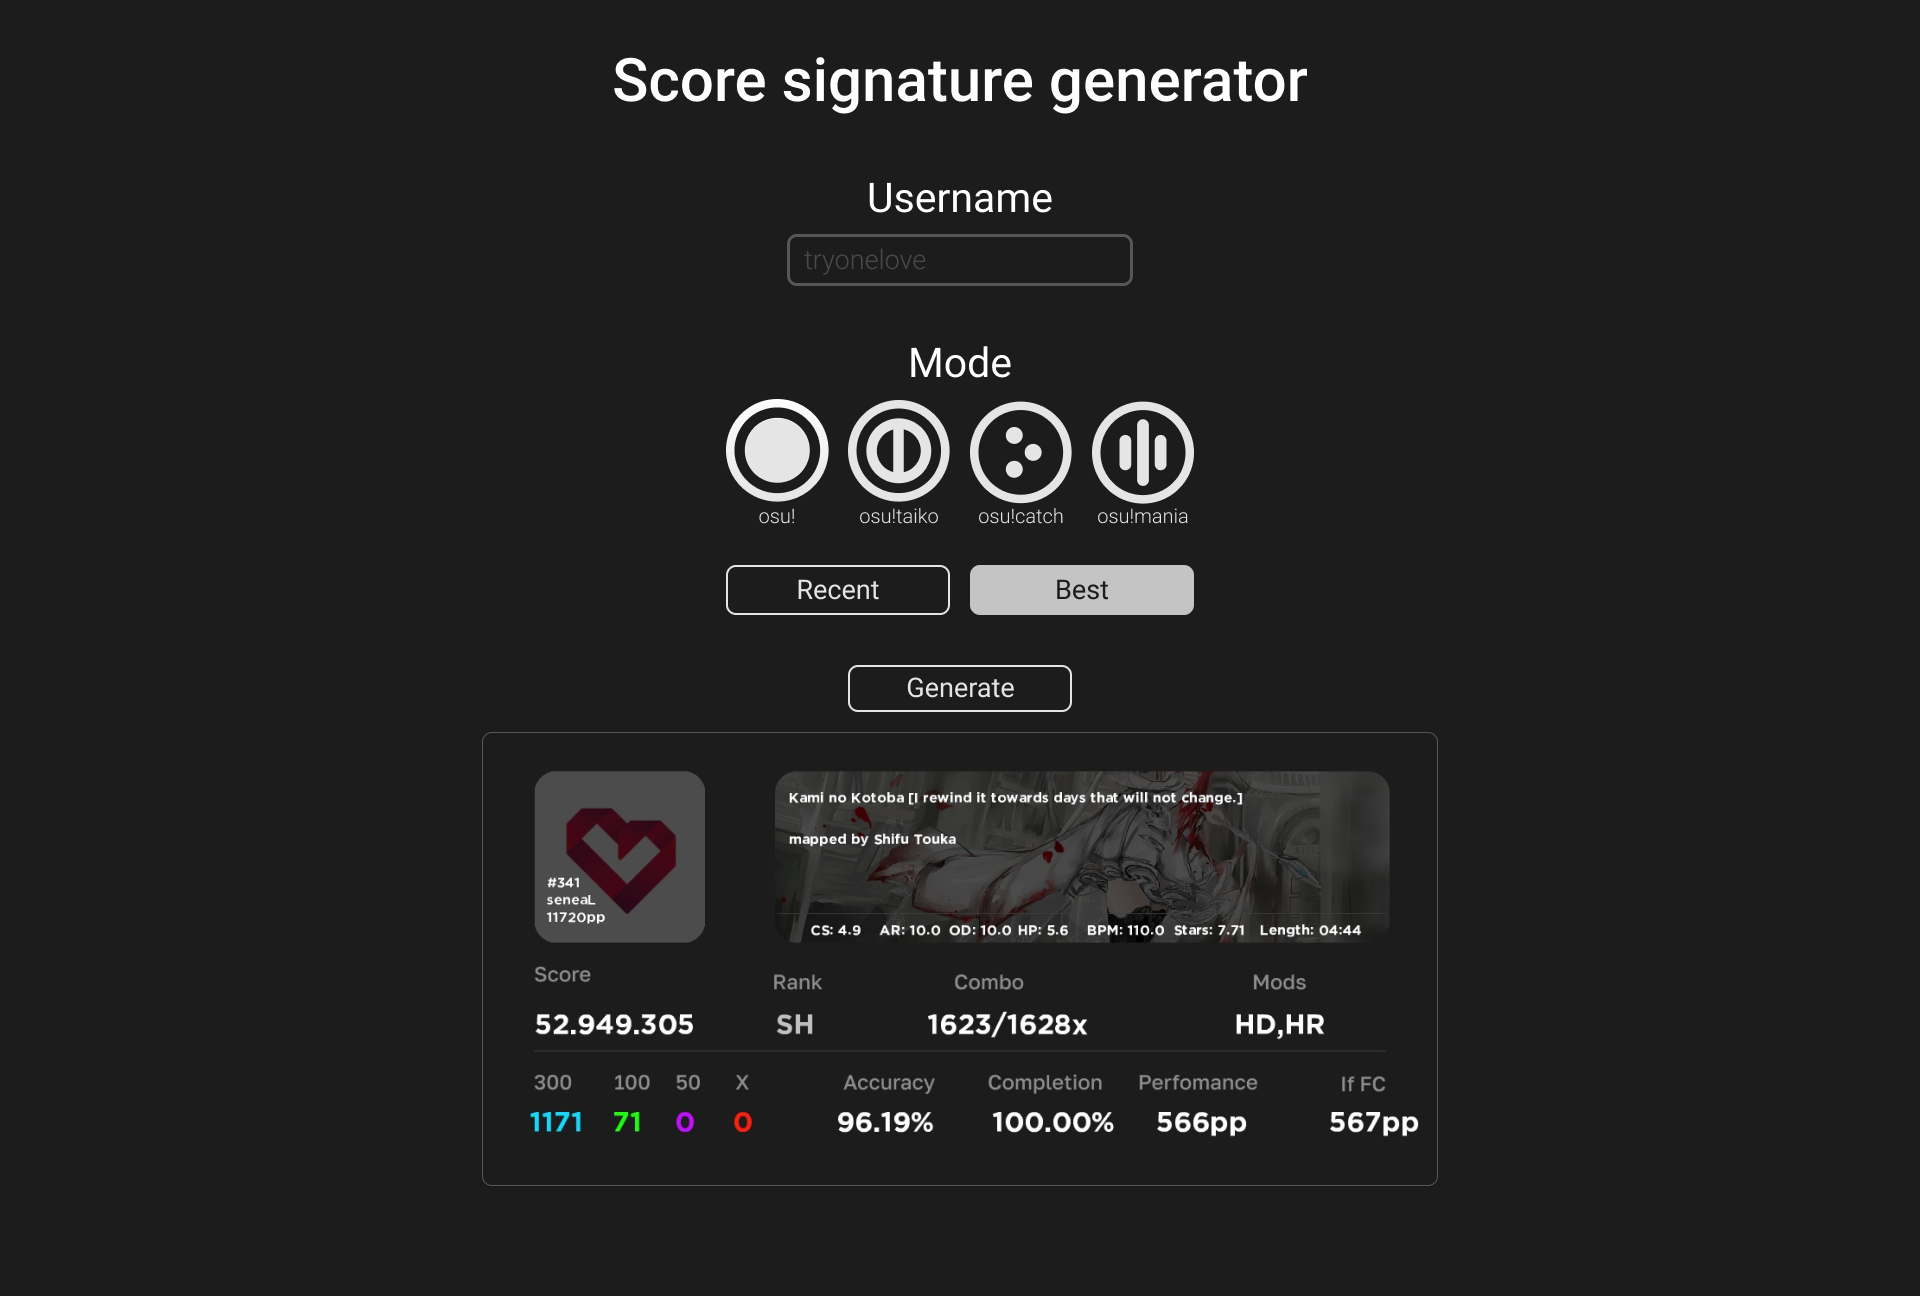 Score signature generator
Username
tryonelove
Mode
osu! osu!taiko osu!catch osu!mania
Recent Best
Generate
Kami no Kotoba [I rewind it towards days that will not change.]
mapped by Shifu Touka
#341
seneaL
11720pp
CS: 4.9 AR: 10.0 OD: 10.0 HP: 5.6 BPM: 110.0 Stars: 7.71 Length: 04:44
Score Rank Combo Mods
52.949.305 SH 1623/1628x HD,HR
300 100 50 X Accuracy Completion Perfomance If FC
1171 71 0 0 96.19% 100.00% 566pp 567pp